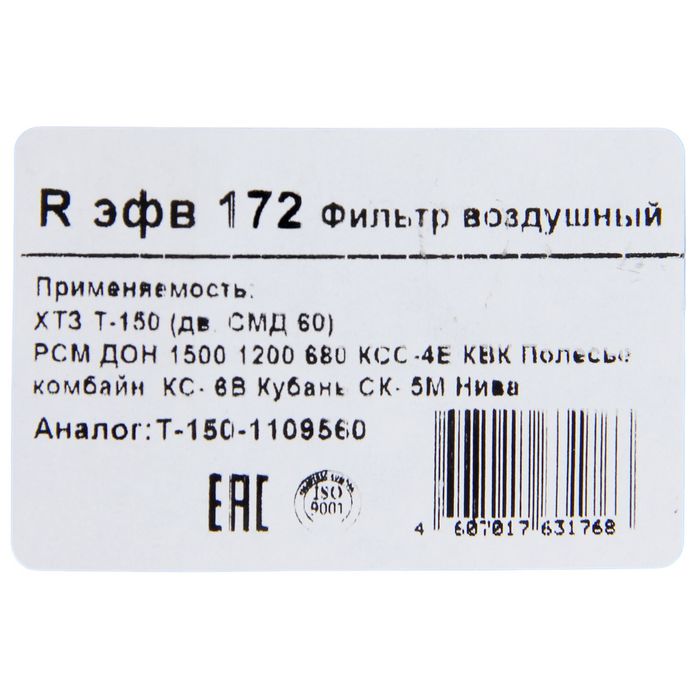 R эфв 172 Фильтр воздушный
Применяемость:
ХТЗ Т-150 (дв. СМД 60)
РСМ ДОН 1500 1200 680 КСС-4Е КВК Полесье
комбайн КС- 6В Кубань СК- 5М Нива
Аналог: Т-150-1109560
EAC
ISO
9001
4 607017 631768